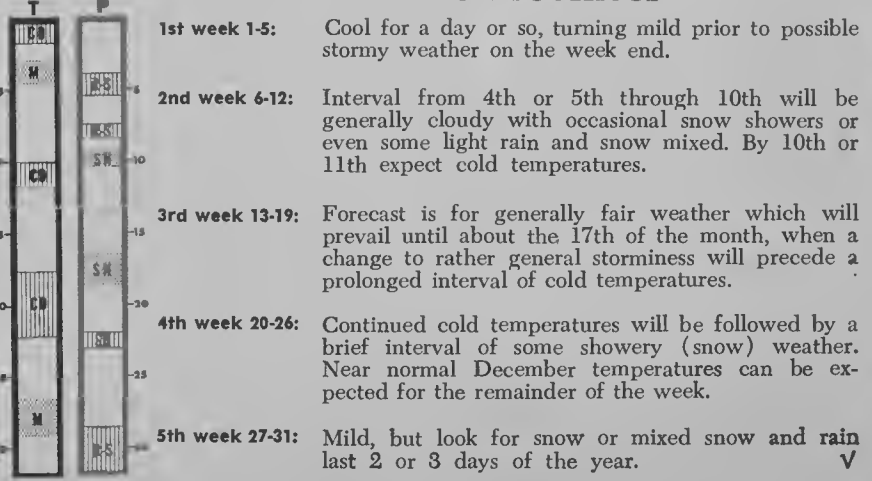 T P
1st week 1-5: Cool for a day or so, turning mild prior to possible
stormy weather on the week end.
2nd week 6-12: Interval from 4th or 5th through 10th will be
generally cloudy with occasional snow showers or
even some light rain and snow mixed. By 10th or
11th expect cold temperatures.
3rd week 13-19: Forecast is for generally fair weather which will
prevail until about the 17th of the month, when a
change to rather general storminess will precede a
prolonged interval of cold temperatures.
4th week 20-26: Continued cold temperatures will be followed by a
brief interval of some showery (snow) weather.
Near normal December temperatures can be ex-
pected for the remainder of the week.
5th week 27-31: Mild, but look for snow or mixed snow and rain
last 2 or 3 days of the year. V
M
CD
CD
M
R-S
SN
SN
R-S
-10
-15
-20
-25